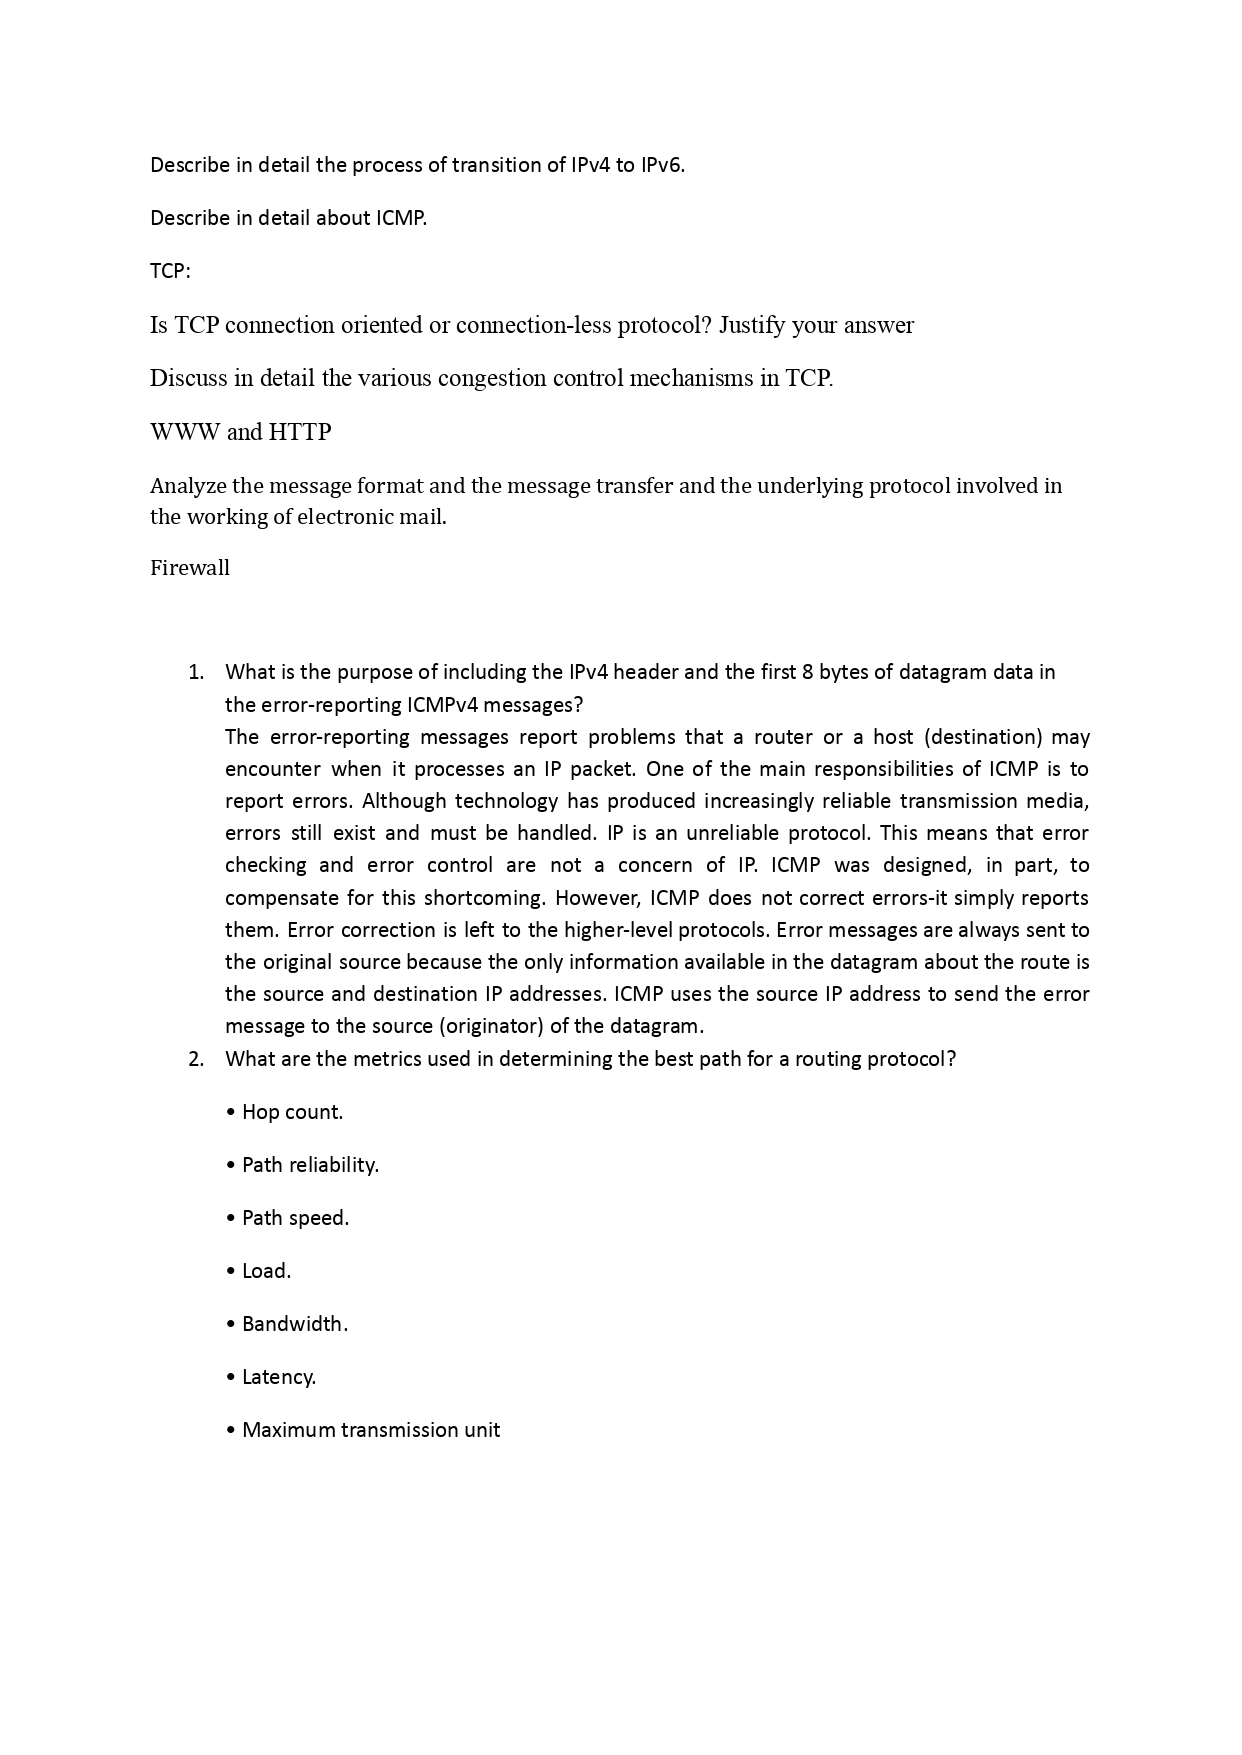 Describe in detail the process of transition of IPv4 to IPv6.
Describe in detail about ICMP.
TCP:
Is TCP connection oriented or connection-less protocol? Justify your answer
Discuss in detail the various congestion control mechanisms in TCP.
WWW and HTTP
Analyze the message format and the message transfer and the underlying protocol involved in
the working of electronic mail.
Firewall
1. What is the purpose of including the IPv4 header and the first 8 bytes of datagram data in
the error-reporting ICMPv4 messages?
The error-reporting messages report problems that a router or a host (destination) may
encounter when it processes an IP packet. One of the main responsibilities of ICMP is to
report errors. Although technology has produced increasingly reliable transmission media,
errors still exist and must be handled. IP is an unreliable protocol. This means that error
checking and error control are not a concern of IP. ICMP was designed, in part, to
compensate for this shortcoming. However, ICMP does not correct errors-it simply reports
them. Error correction is left to the higher-level protocols. Error messages are always sent to
the original source because the only information available in the datagram about the route is
the source and destination IP addresses. ICMP uses the source IP address to send the error
message to the source (originator) of the datagram.
2. What are the metrics used in determining the best path for a routing protocol?
• Hop count.
• Path reliability.
• Path speed.
• Load.
• Bandwidth.
• Latency.
• Maximum transmission unit